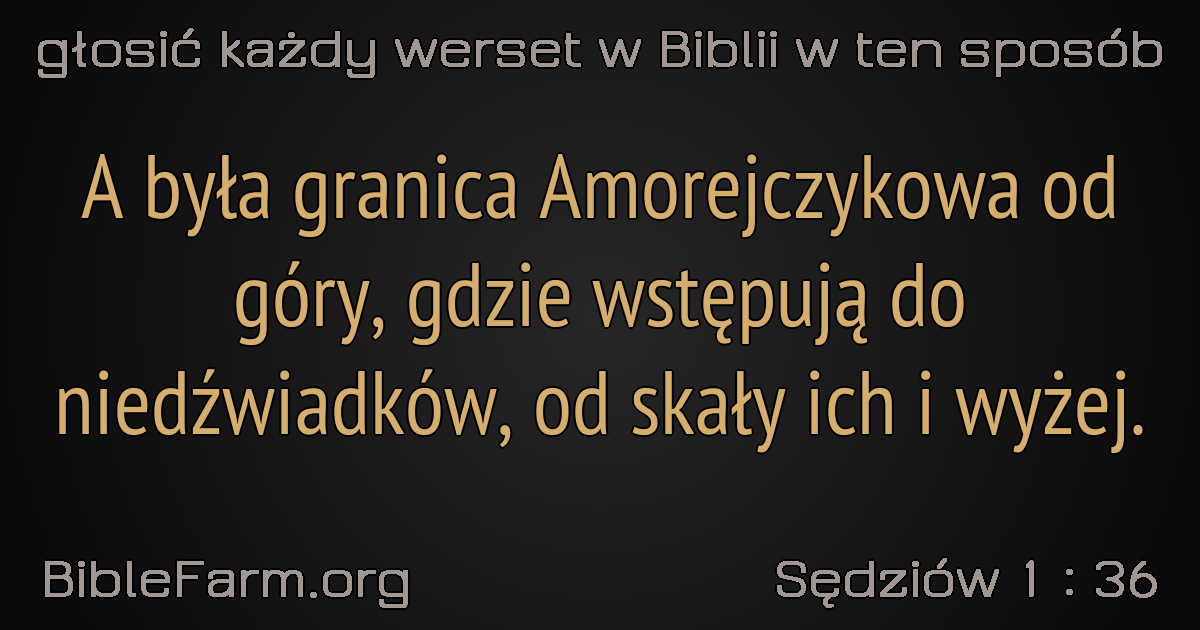 głosić każdy werset w Biblii w ten sposób
A była granica Amorejczykowa od
góry, gdzie wstępują do
niedźwiadków, od skały ich i wyżej.
BibleFarm.org
Sędziów 1 : 36